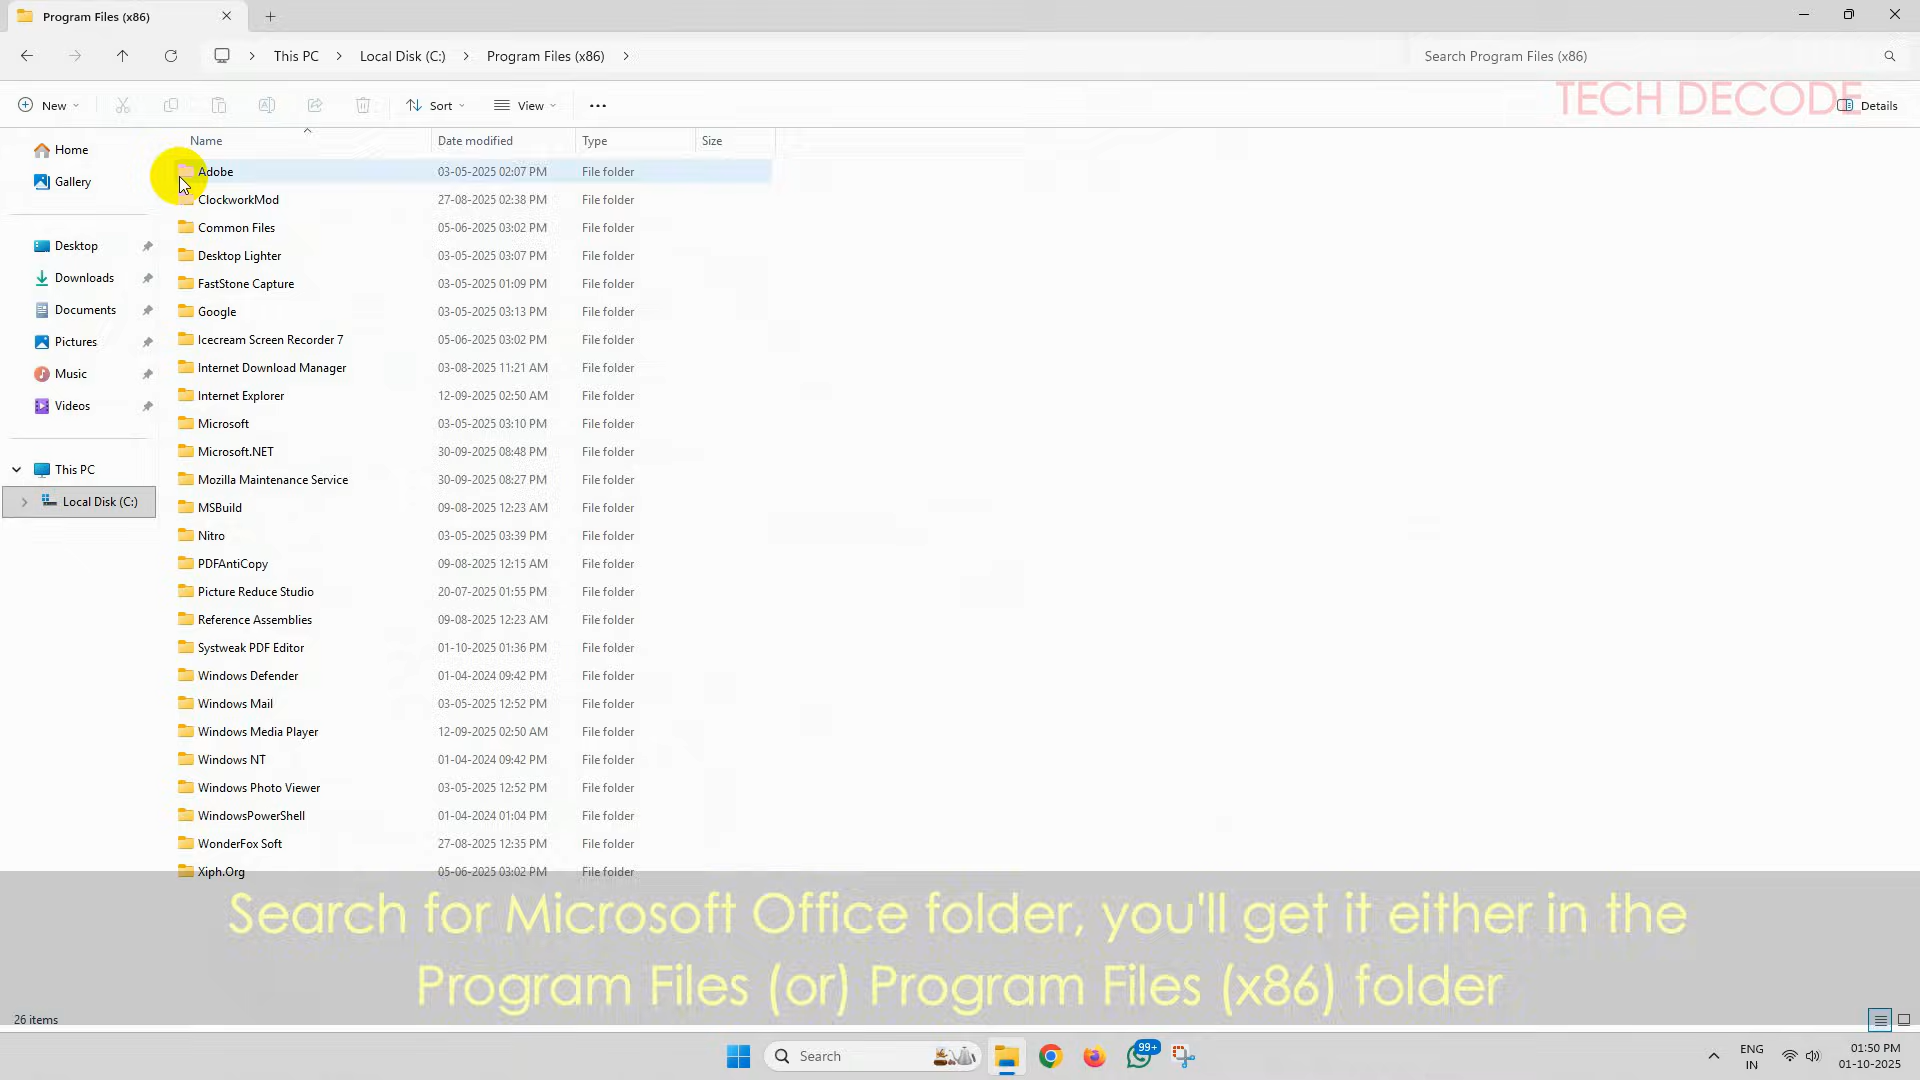 Program Files (x86)
This PC
Local Disk (C:)
Program Files (x86)
Search Program Files (x86)
New
Sort
View
TECH DECODE
Details
Name
Date modified
Type
Size
Home
Gallery
Desktop
Downloads
Documents
Pictures
Music
Videos
This PC
Local Disk (C:)
Adobe 03-05-2025 02:07 PM File folder
ClockworkMod 27-08-2025 02:38 PM File folder
Common Files 05-06-2025 03:02 PM File folder
Desktop Lighter 03-05-2025 03:07 PM File folder
FastStone Capture 03-05-2025 01:09 PM File folder
Google 03-05-2025 03:13 PM File folder
Icecream Screen Recorder 7 05-06-2025 03:02 PM File folder
Internet Download Manager 03-08-2025 11:21 AM File folder
Internet Explorer 12-09-2025 02:50 AM File folder
Microsoft 03-05-2025 03:10 PM File folder
Microsoft.NET 30-09-2025 08:48 PM File folder
Mozilla Maintenance Service 30-09-2025 08:27 PM File folder
MSBuild 09-08-2025 12:23 AM File folder
Nitro 03-05-2025 03:39 PM File folder
PDFAntiCopy 09-08-2025 12:15 AM File folder
Picture Reduce Studio 20-07-2025 01:55 PM File folder
Reference Assemblies 09-08-2025 12:23 AM File folder
Systweak PDF Editor 01-10-2025 01:36 PM File folder
Windows Defender 01-04-2024 09:42 PM File folder
Windows Mail 03-05-2025 12:52 PM File folder
Windows Media Player 12-09-2025 02:50 AM File folder
Windows NT 01-04-2024 09:42 PM File folder
Windows Photo Viewer 03-05-2025 12:52 PM File folder
WindowsPowerShell 01-04-2024 01:04 PM File folder
WonderFox Soft 27-08-2025 12:35 PM File folder
Xiph.Org 05-06-2025 03:02 PM File folder
Search for Microsoft Office folder, you'll get it either in the
Program Files (or) Program Files (x86) folder
26 items
Search
99+
ENG
IN
01:50 PM
01-10-2025